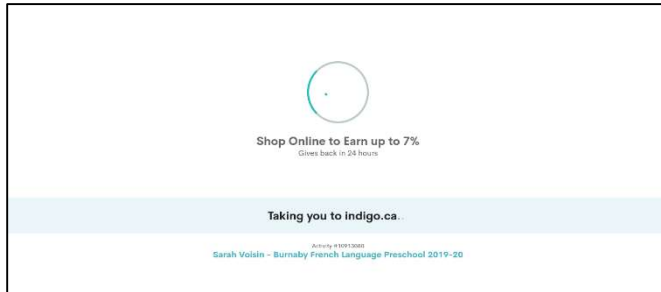 Shop Online to Earn up to 7%
Gives back in 24 hours
Taking you to indigo.ca..
Activity
Sarah Voisin - Burnaby French Language Preschool 2019-20